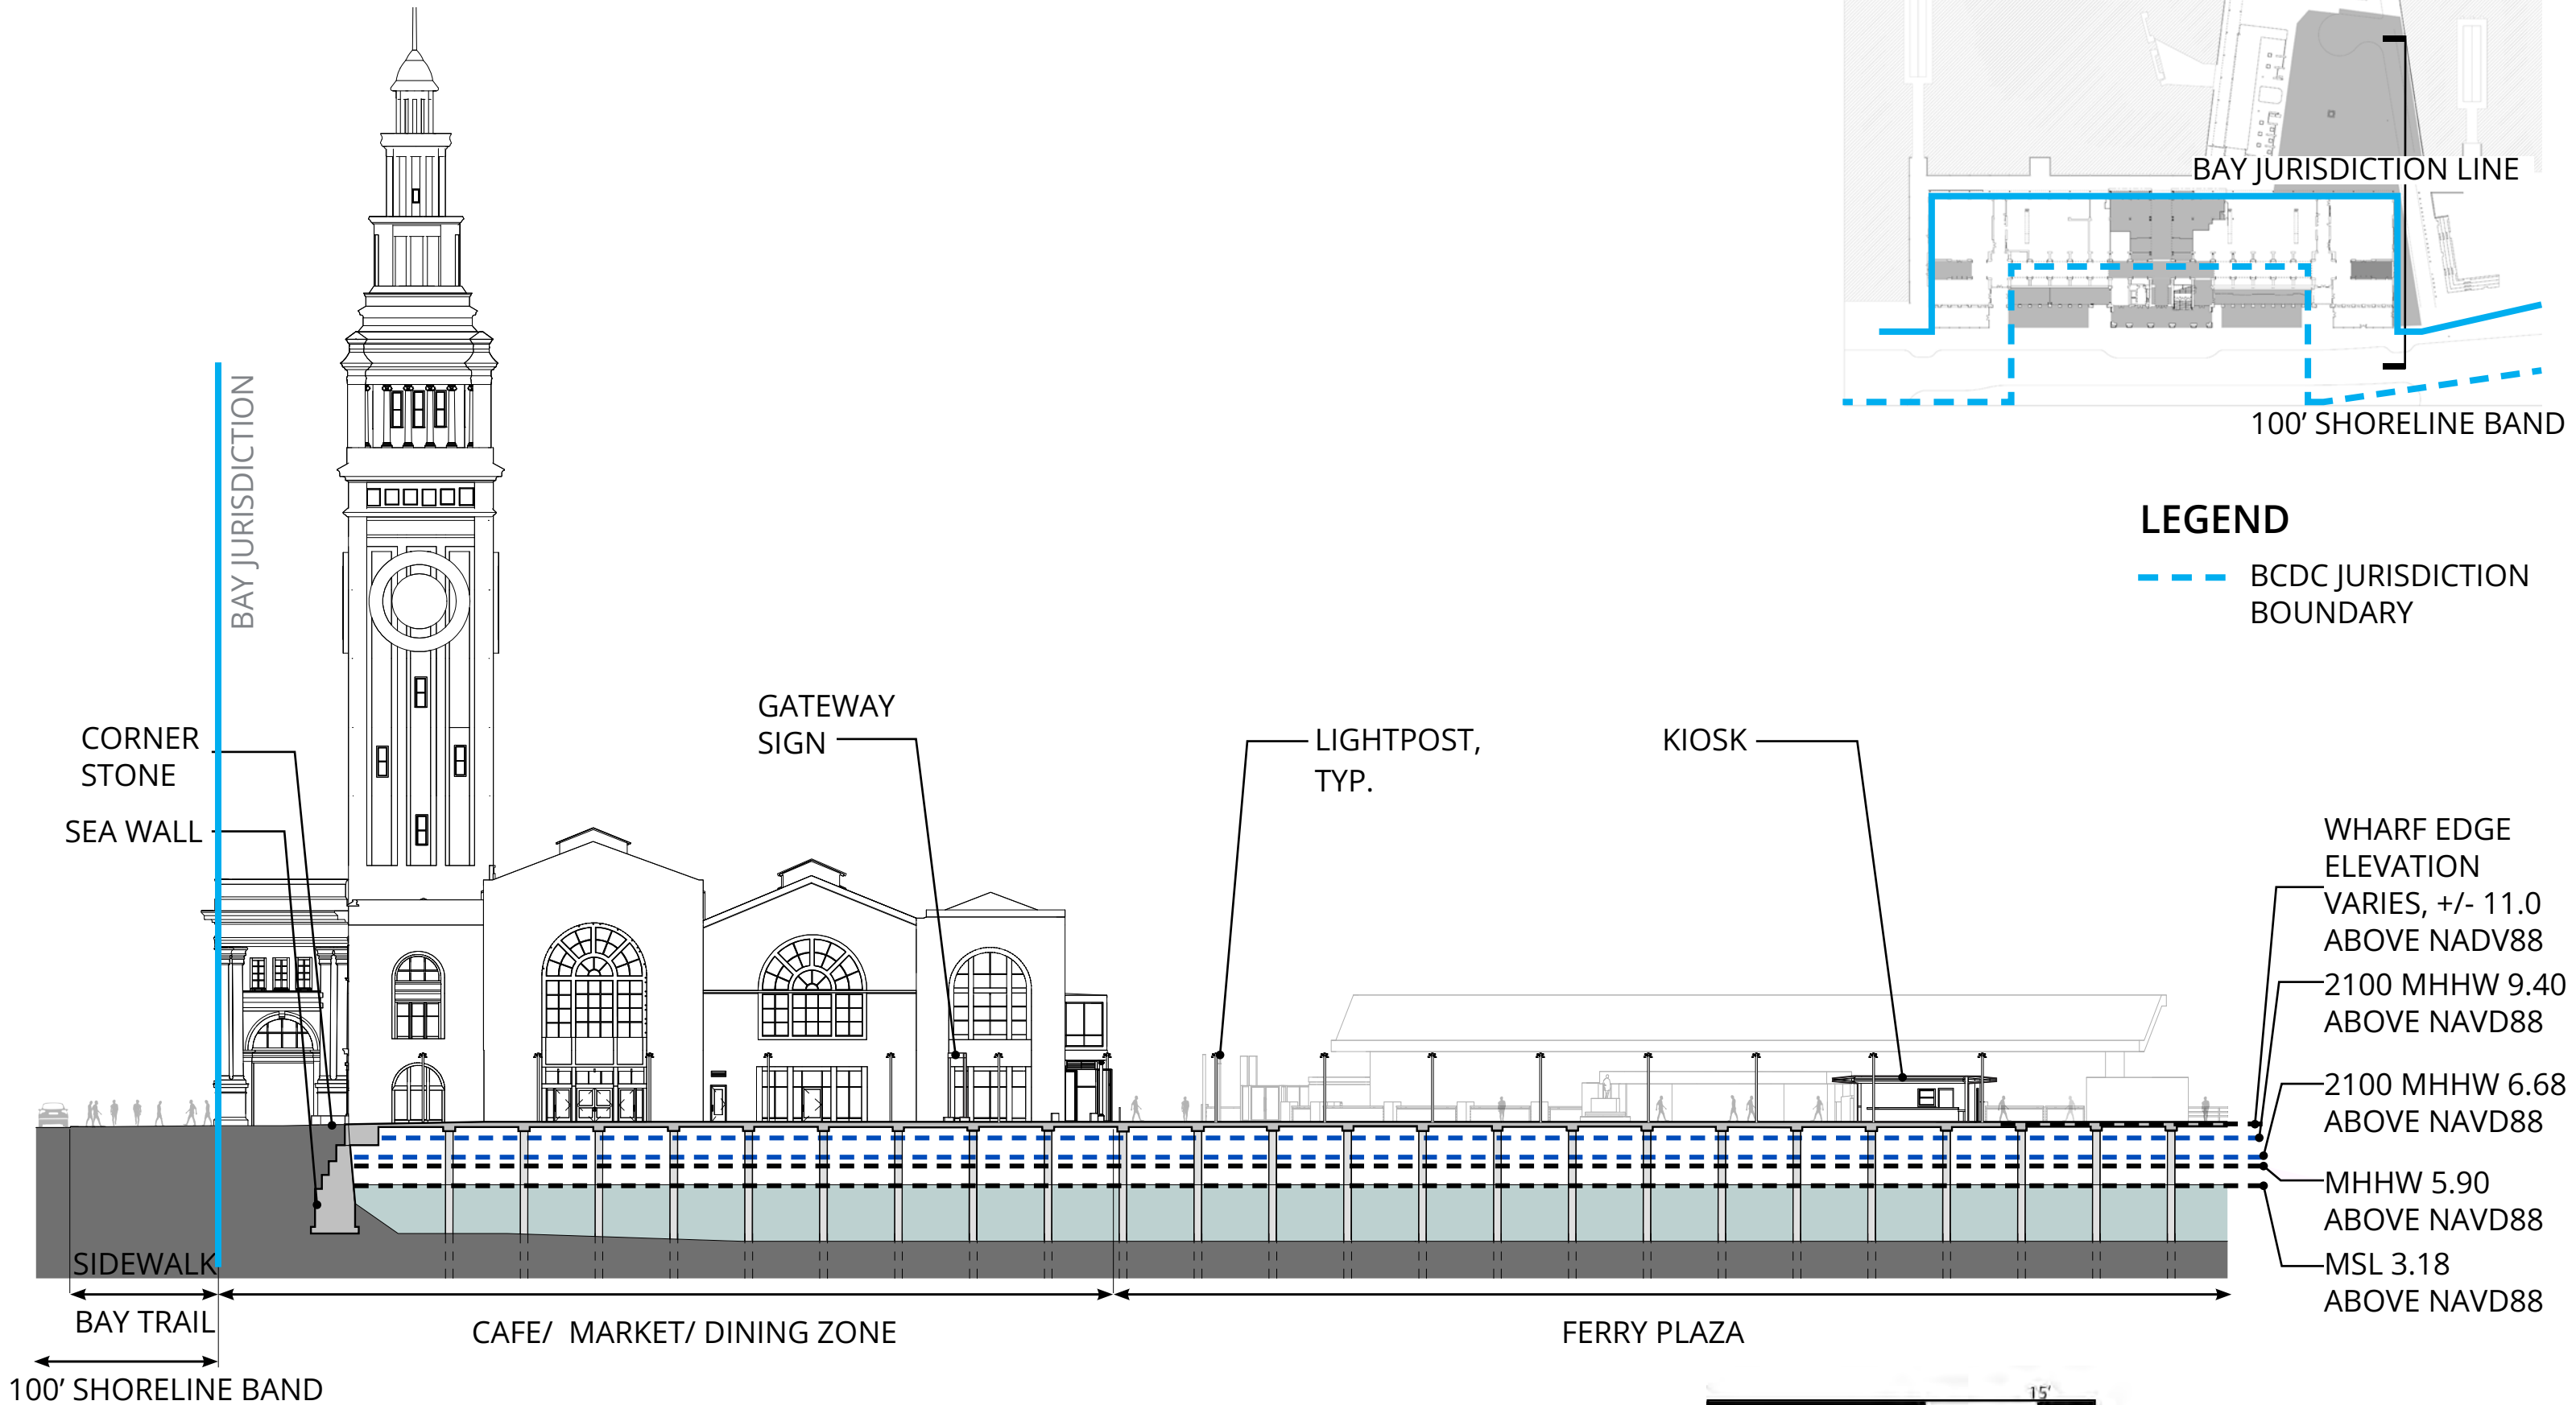 BAY JURISDICTION LINE
100’ SHORELINE BAND
LEGEND
BCDC JURISDICTION
BOUNDARY
BAY JURISDICTION
CORNER
STONE
SEA WALL
GATEWAY
SIGN
LIGHTPOST,
TYP.
KIOSK
WHARF EDGE
ELEVATION
VARIES, +/- 11.0
ABOVE NADV88
2100 MHHW 9.40
ABOVE NAVD88
2100 MHHW 6.68
ABOVE NAVD88
MHHW 5.90
ABOVE NAVD88
MSL 3.18
ABOVE NAVD88
SIDEWALK
BAY TRAIL
CAFE/ MARKET/ DINING ZONE
FERRY PLAZA
100’ SHORELINE BAND
15’